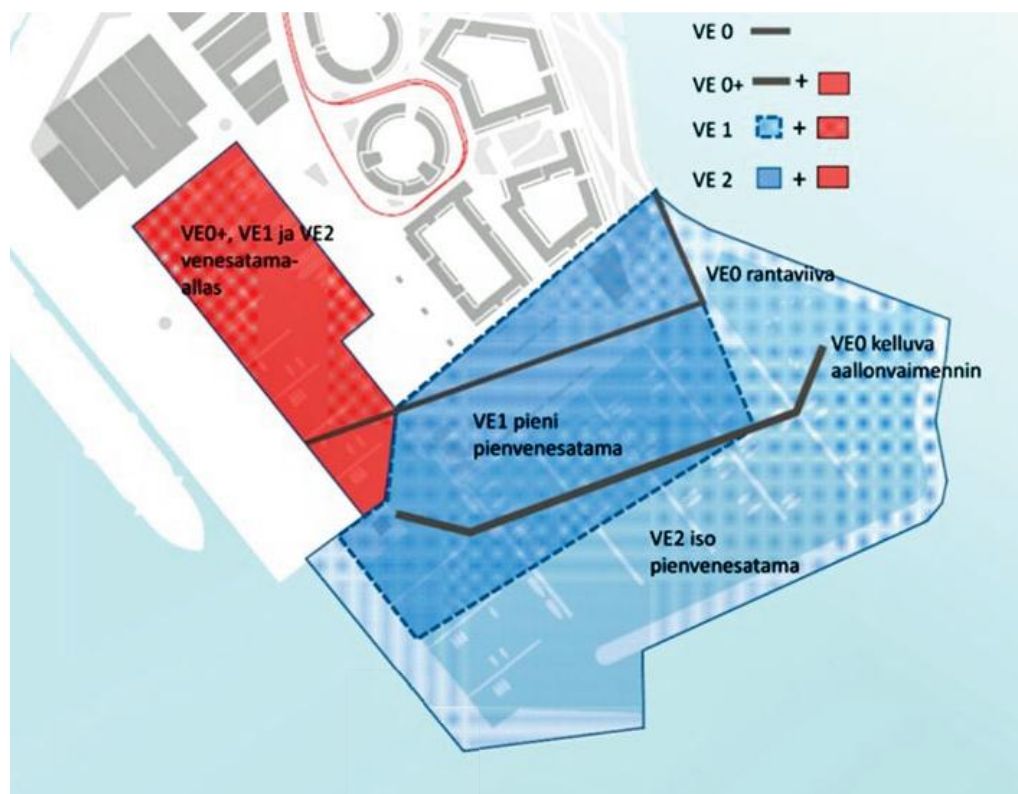 VE 0
VE 0+ +
VE 1 +
VE 2 +
VE0+, VE1 ja VE2
venesatama-
allas
VE0 rantaviiva
VE0 kelluva
aallonvaimennin
VE1 pieni
pienvenesatama
VE2 iso
pienvenesatama